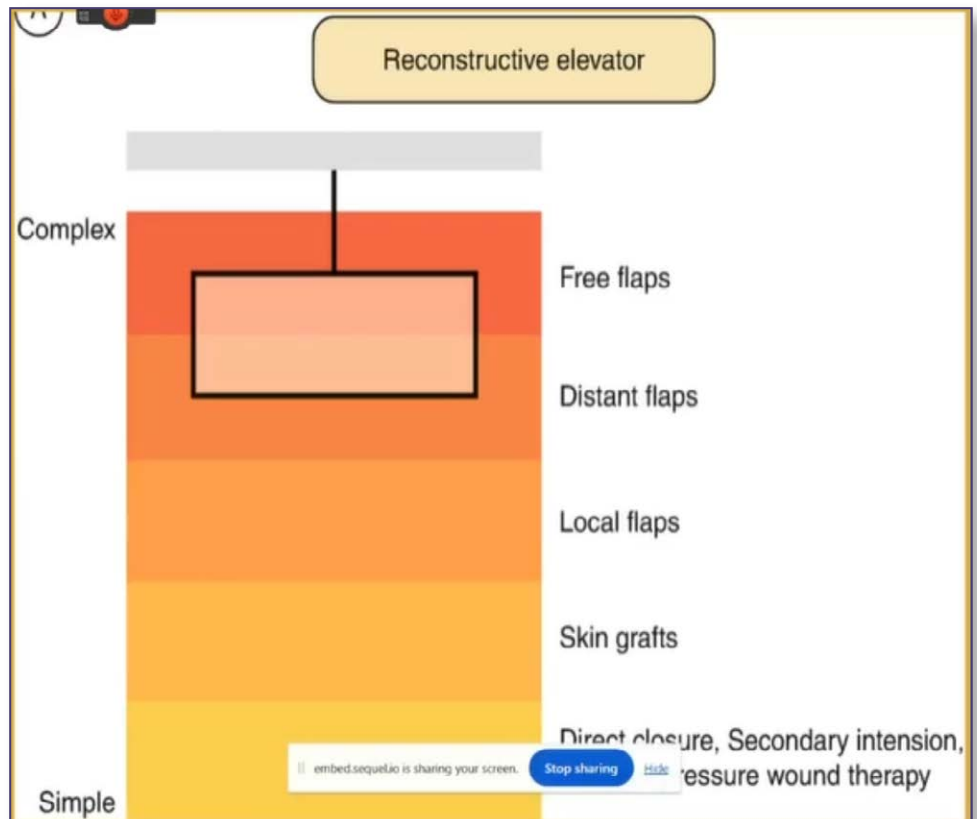 Reconstructive elevator
Complex
Free flaps
Distant flaps
Local flaps
Skin grafts
Direct closure, Secondary intension,
ressure wound therapy
embed.sequel.io is sharing your screen. Stop sharing Hide
Simple